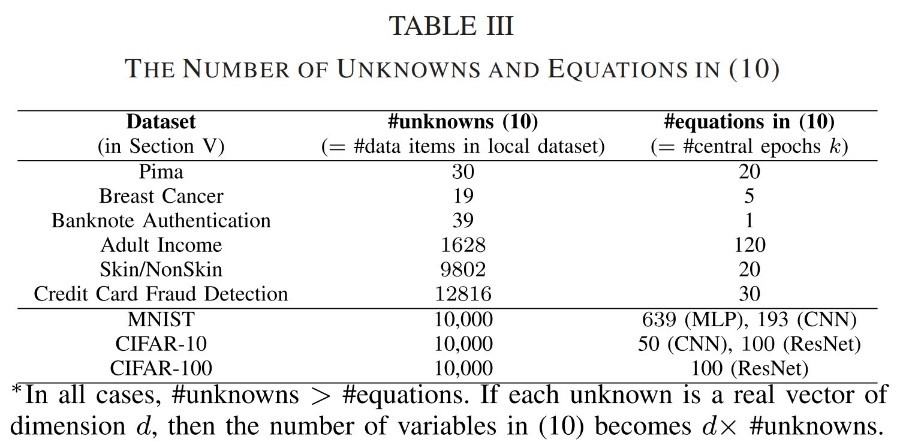 TABLE III
THE NUMBER OF UNKNOWNS AND EQUATIONS IN (10)
Dataset #unknowns (10) #equations in (10)
(in Section V) (= #data items in local dataset) (= #central epochs k)
Pima 30 20
Breast Cancer 19 5
Banknote Authentication 39 1
Adult Income 1628 120
Skin/NonSkin 9802 20
Credit Card Fraud Detection 12816 30
MNIST 10,000 639 (MLP), 193 (CNN)
CIFAR-10 10,000 50 (CNN), 100 (ResNet)
CIFAR-100 10,000 100 (ResNet)
*In all cases, #unknowns > #equations. If each unknown is a real vector of
dimension d, then the number of variables in (10) becomes d× #unknowns.